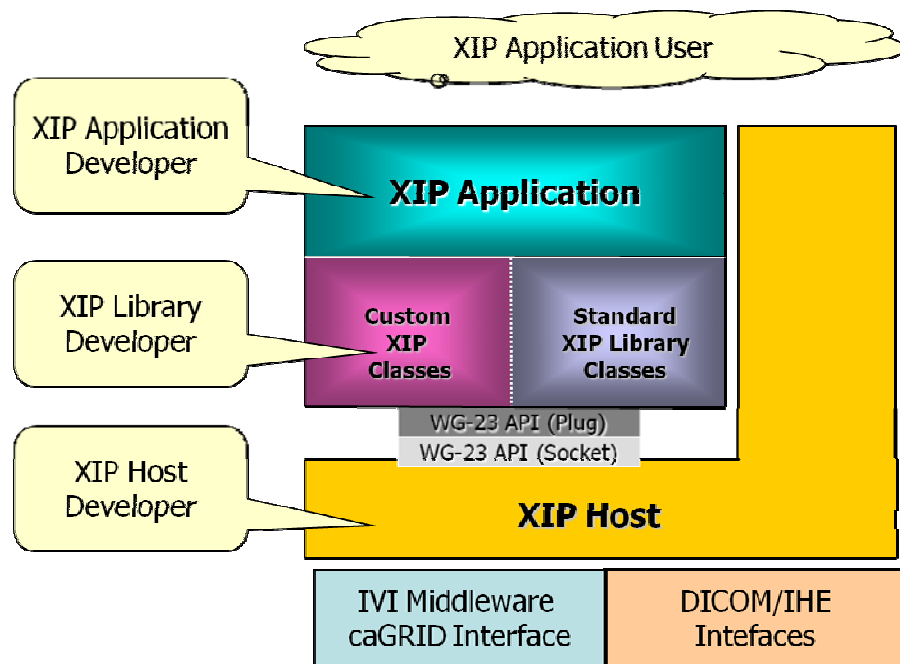 XIP Application User
XIP Application
Developer
XIP Application
XIP Library
Developer
Custom
XIP
Classes
Standard
XIP Library
Classes
WG-23 API (Plug)
WG-23 API (Socket)
XIP Host
Developer
XIP Host
IVI Middleware
caGRID Interface
DICOM/IHE
Intefaces